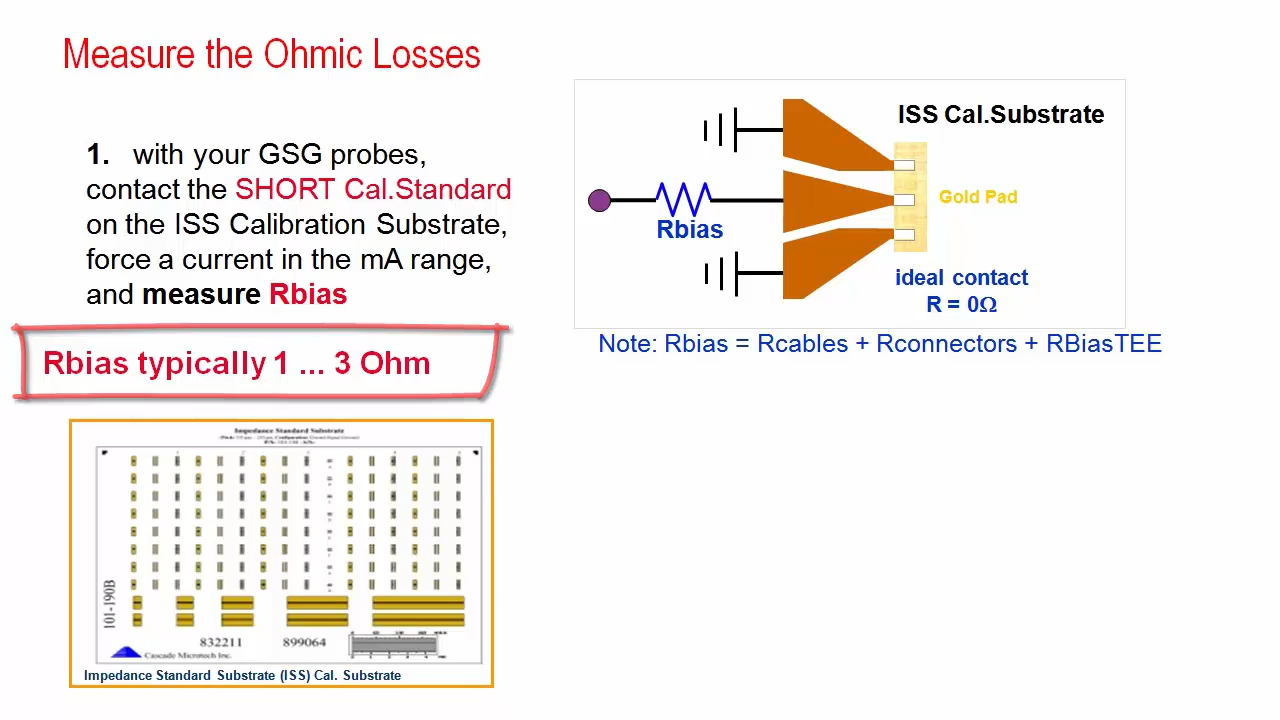 Measure the Ohmic Losses
1. with your GSG probes,
contact the SHORT Cal.Standard
on the ISS Calibration Substrate,
force a current in the mA range,
and measure Rbias
Rbias typically 1 ... 3 Ohm
ISS Cal.Substrate
Gold Pad
Rbias
ideal contact
R = 0Ω
Note: Rbias = Rcables + Rconnectors + RBiasTEE
Impedance Standard Substrate
101-190B
832211 899064
Cascade Microtech Inc.
Impedance Standard Substrate (ISS) Cal. Substrate